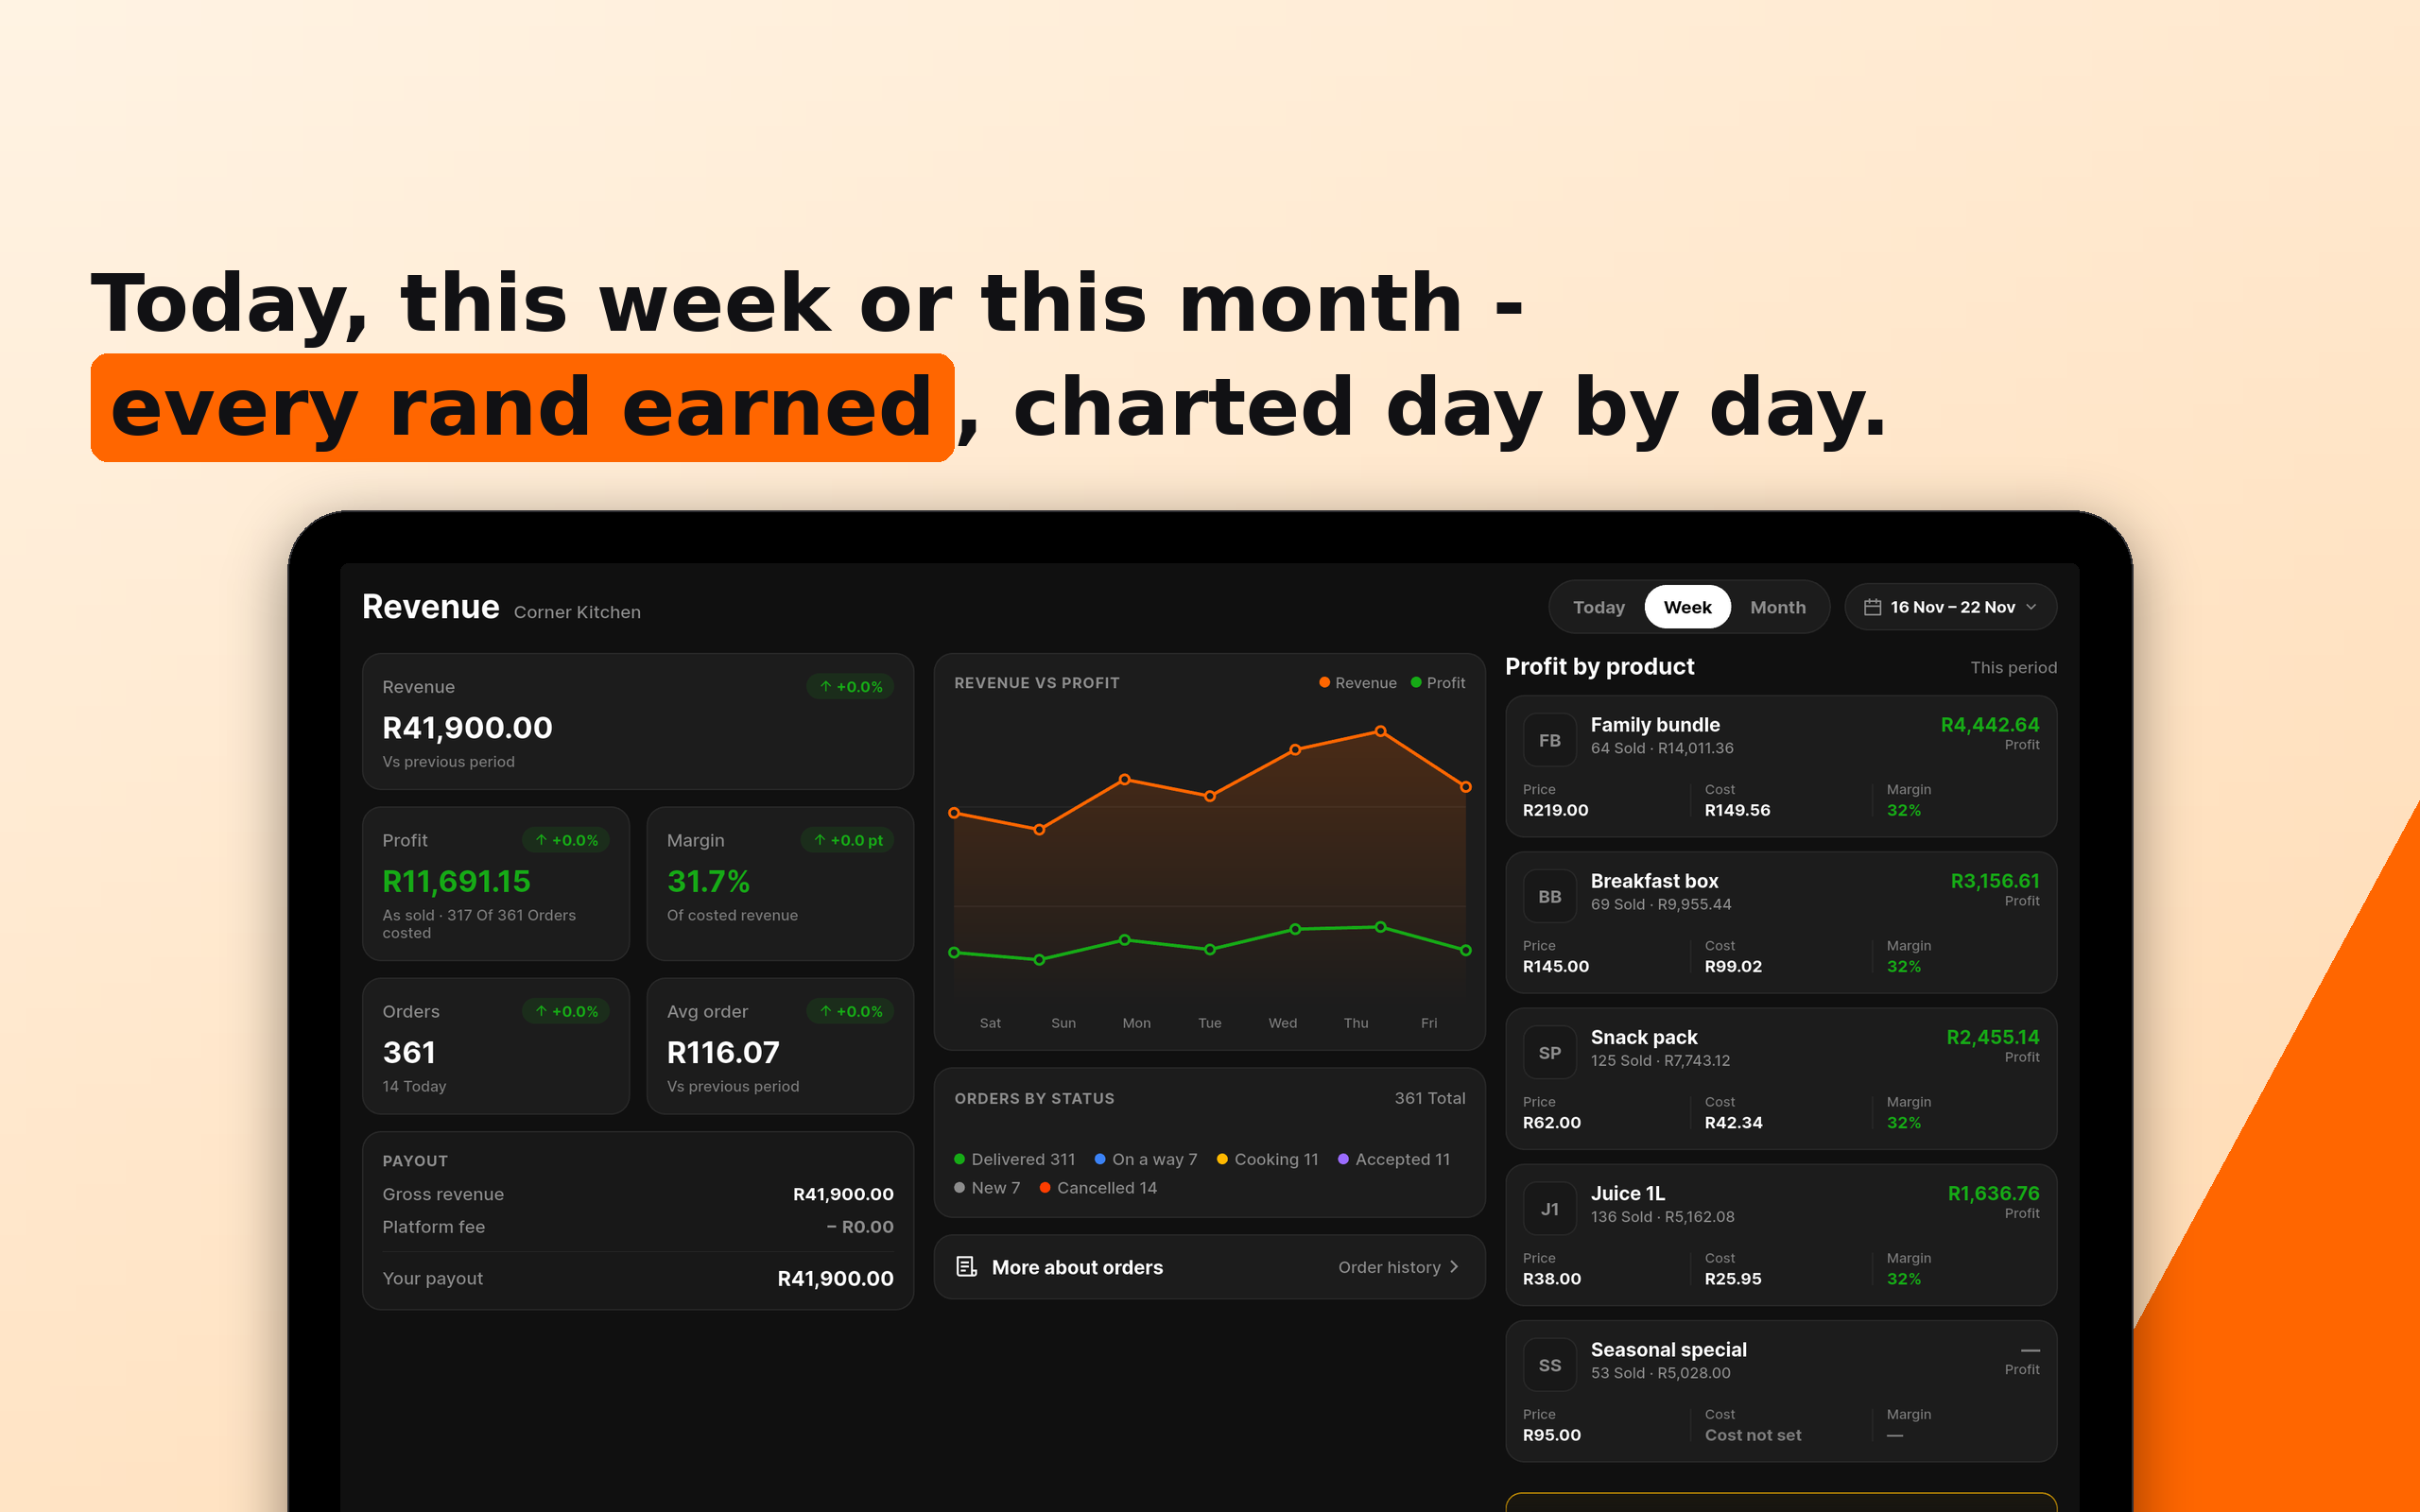 Today, this week or this month -
every rand earned, charted day by day.
Revenue Corner Kitchen
Today Week Month 16 Nov – 22 Nov
Revenue ↑ +0.0%
R41,900.00
Vs previous period
Profit ↑ +0.0%
R11,691.15
As sold · 317 Of 361 Orders
costed
Margin ↑ +0.0 pt
31.7%
Of costed revenue
Orders ↑ +0.0%
361
14 Today
Avg order ↑ +0.0%
R116.07
Vs previous period
PAYOUT
Gross revenue R41,900.00
Platform fee – R0.00
Your payout R41,900.00
REVENUE VS PROFIT Revenue Profit
Sat Sun Mon Tue Wed Thu Fri
ORDERS BY STATUS 361 Total
Delivered 311 On a way 7 Cooking 11 Accepted 11
New 7 Cancelled 14
More about orders Order history
Profit by product This period
FB Family bundle R4,442.64
64 Sold · R14,011.36 Profit
Price Cost Margin
R219.00 R149.56 32%
BB Breakfast box R3,156.61
69 Sold · R9,955.44 Profit
Price Cost Margin
R145.00 R99.02 32%
SP Snack pack R2,455.14
125 Sold · R7,743.12 Profit
Price Cost Margin
R62.00 R42.34 32%
J1 Juice 1L R1,636.76
136 Sold · R5,162.08 Profit
Price Cost Margin
R38.00 R25.95 32%
SS Seasonal special —
53 Sold · R5,028.00 Profit
Price Cost Margin
R95.00 Cost not set —